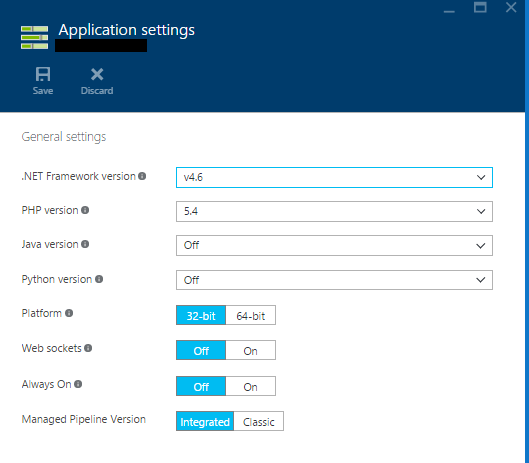 Application settings
Save Discard
General settings
.NET Framework version v4.6
PHP version 5.4
Java version Off
Python version Off
Platform 32-bit 64-bit
Web sockets Off On
Always On Off On
Managed Pipeline Version Integrated Classic